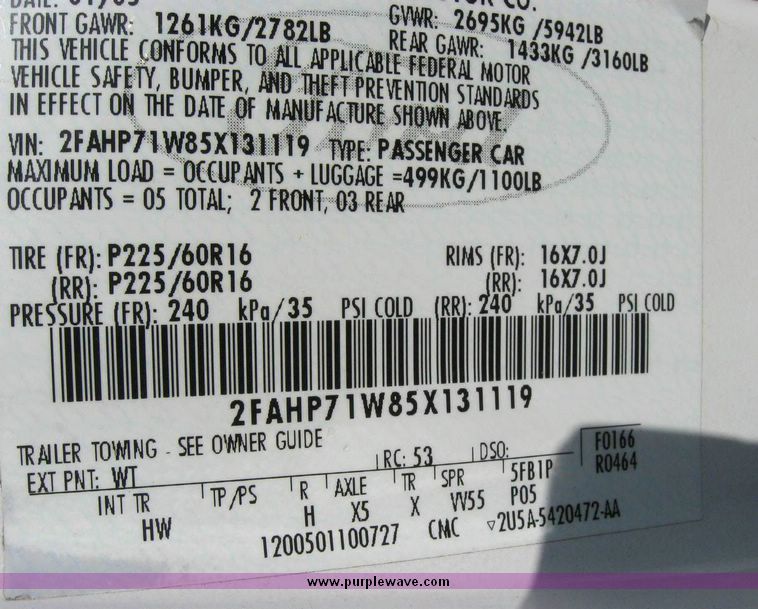 FRONT GAWR: 1261KG/2782LB
GVWR: 2695KG/5942LB
REAR GAWR: 1433KG/3160LB
THIS VEHICLE CONFORMS TO ALL APPLICABLE FEDERAL MOTOR
VEHICLE SAFETY, BUMPER, AND THEFT PREVENTION STANDARDS
IN EFFECT ON THE DATE OF MANUFACTURE SHOWN ABOVE.
VIN: 2FAHP71W85X131119 TYPE: PASSENGER CAR
MAXIMUM LOAD = OCCUPANTS + LUGGAGE =499KG/1100LB
OCCUPANTS = 05 TOTAL; 2 FRONT, 03 REAR
TIRE (FR): P225/60R16 RIMS (FR): 16X7.0J
(RR): P225/60R16 (RR): 16X7.0J
PRESSURE (FR): 240 kPa/35 PSI COLD (RR): 240 kPa/35 PSI COLD
2FAHP71W85X131119
TRAILER TOWING - SEE OWNER GUIDE
EXT PNT: WT RC: 53 DSO: F0166
R0464
INT TR TP/PS R AXLE TR SPR 5FB1P
HW H X5 X VV55 P05
1200501100727 CMC ▽2U5A-5420472-AA
www.purplewave.com